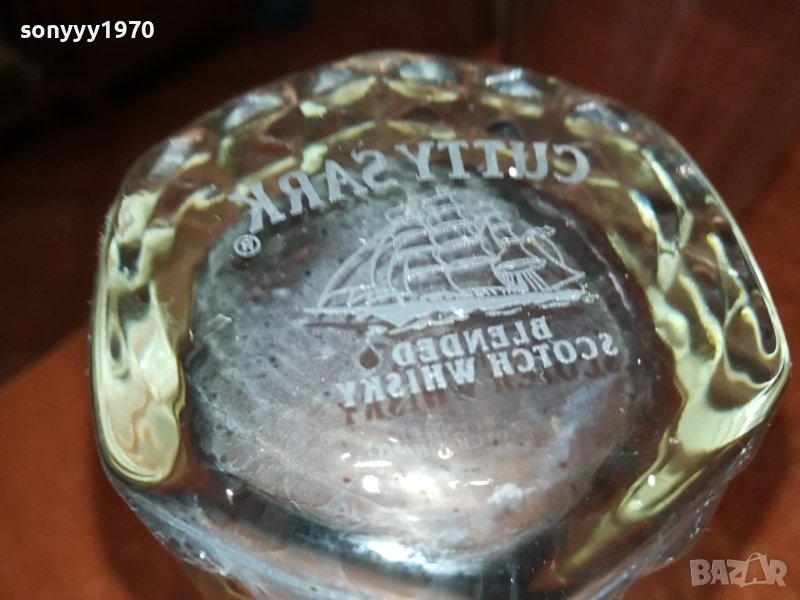 sonyyy1970
CUTTY SARK
®
BLENDED
SCOTCH WHISKY
BAZAR